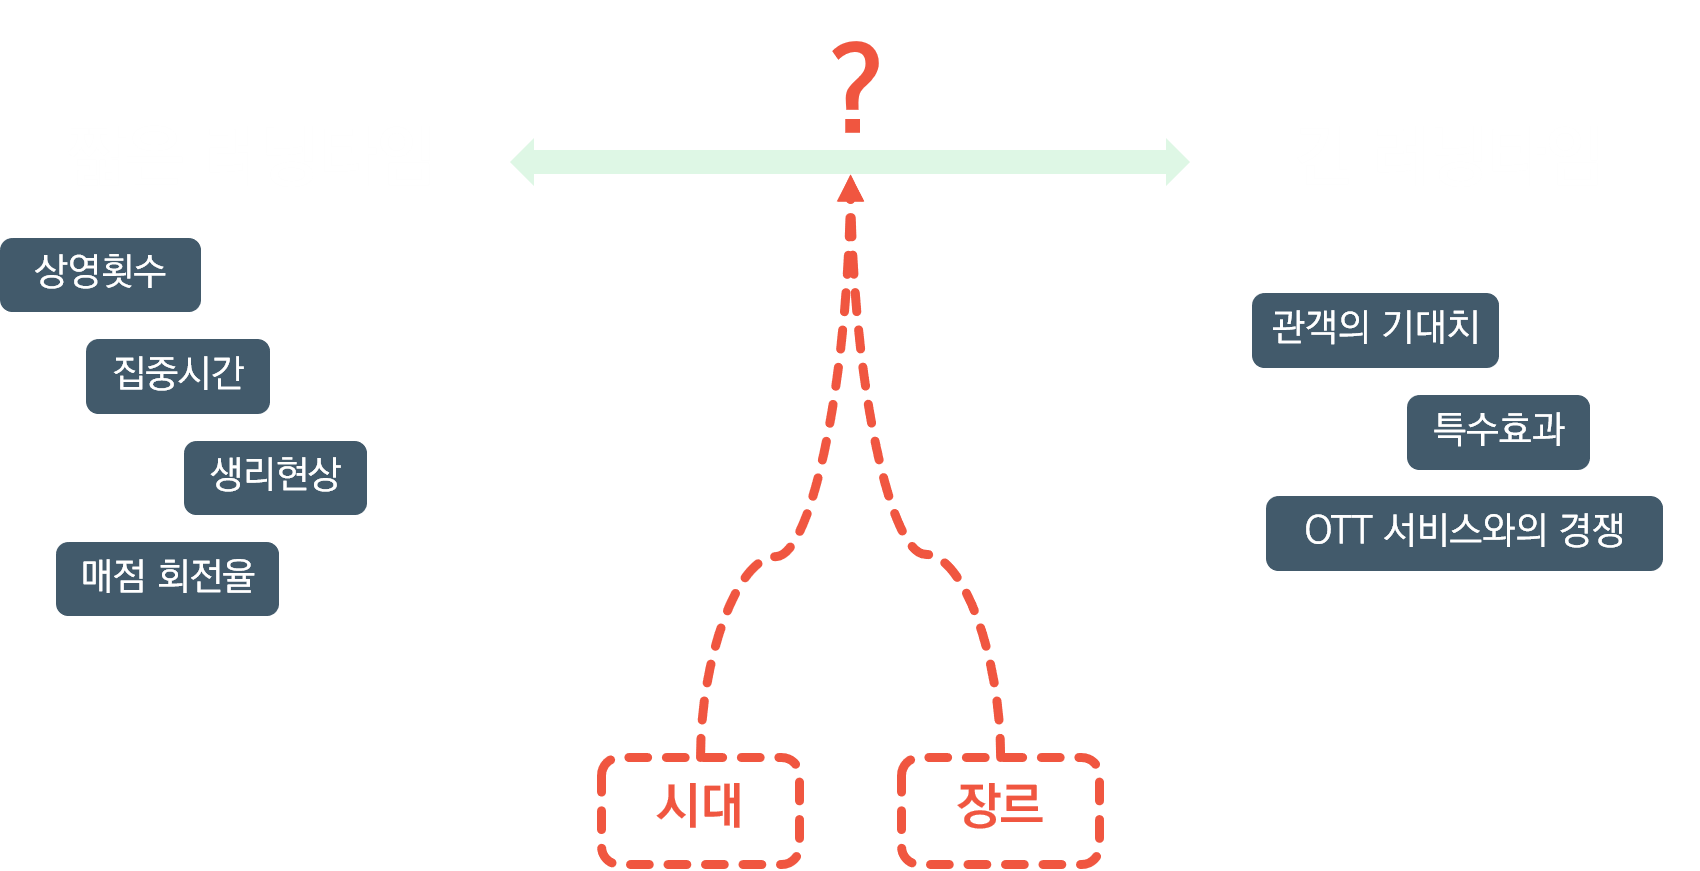 ?
상영횟수
집중시간
생리현상
매점 회전율
관객의 기대치
특수효과
OTT 서비스와의 경쟁
시대
장르